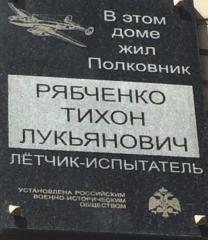 В этом
доме
жил
Полковник
РЯБЧЕНКО
ТИХОН
ЛУКЬЯНОВИЧ
ЛЁТЧИК-ИСПЫТАТЕЛЬ
УСТАНОВЛЕНА РОССИЙСКИМ
ВОЕННО-ИСТОРИЧЕСКИМ
ОБЩЕСТВОМ